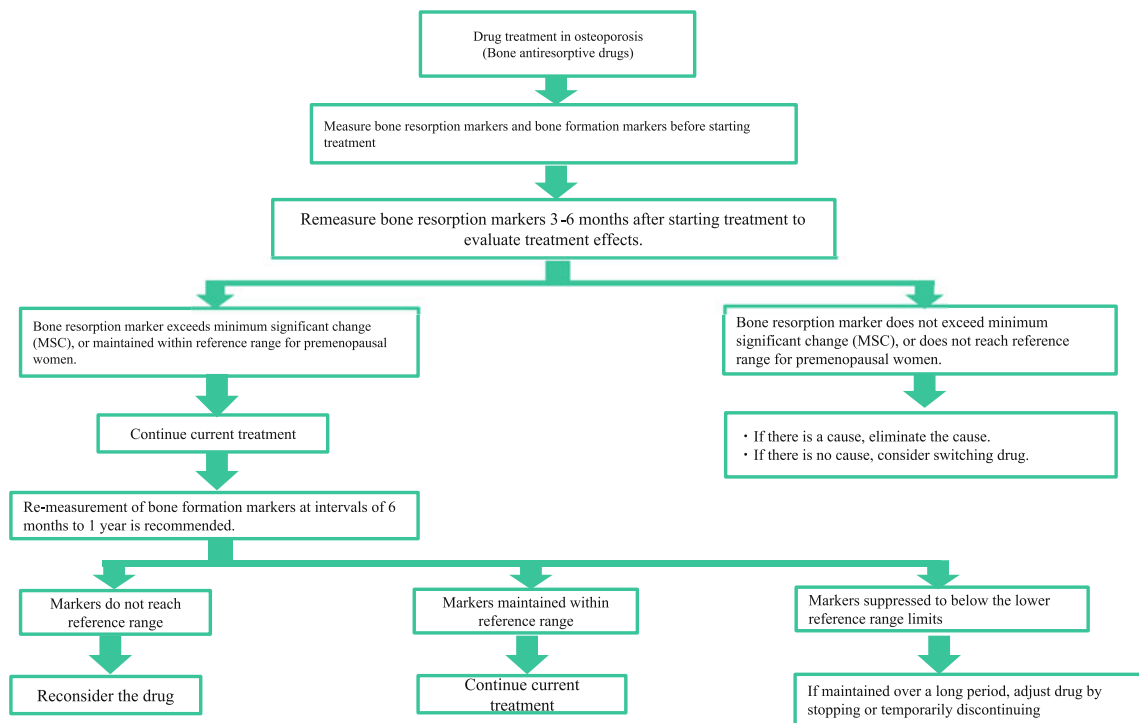 Drug treatment in osteoporosis
(Bone antiresorptive drugs)
Measure bone resorption markers and bone formation markers before starting
treatment
Remeasure bone resorption markers 3-6 months after starting treatment to
evaluate treatment effects.
Bone resorption marker exceeds minimum significant change
(MSC), or maintained within reference range for premenopausal
women.
Bone resorption marker does not exceed minimum
significant change (MSC), or does not reach reference
range for premenopausal women.
Continue current treatment
・If there is a cause, eliminate the cause.
・If there is no cause, consider switching drug.
Re-measurement of bone formation markers at intervals of 6
months to 1 year is recommended.
Markers do not reach
reference range
Markers maintained within
reference range
Markers suppressed to below the lower
reference range limits
Reconsider the drug
Continue current
treatment
If maintained over a long period, adjust drug by
stopping or temporarily discontinuing